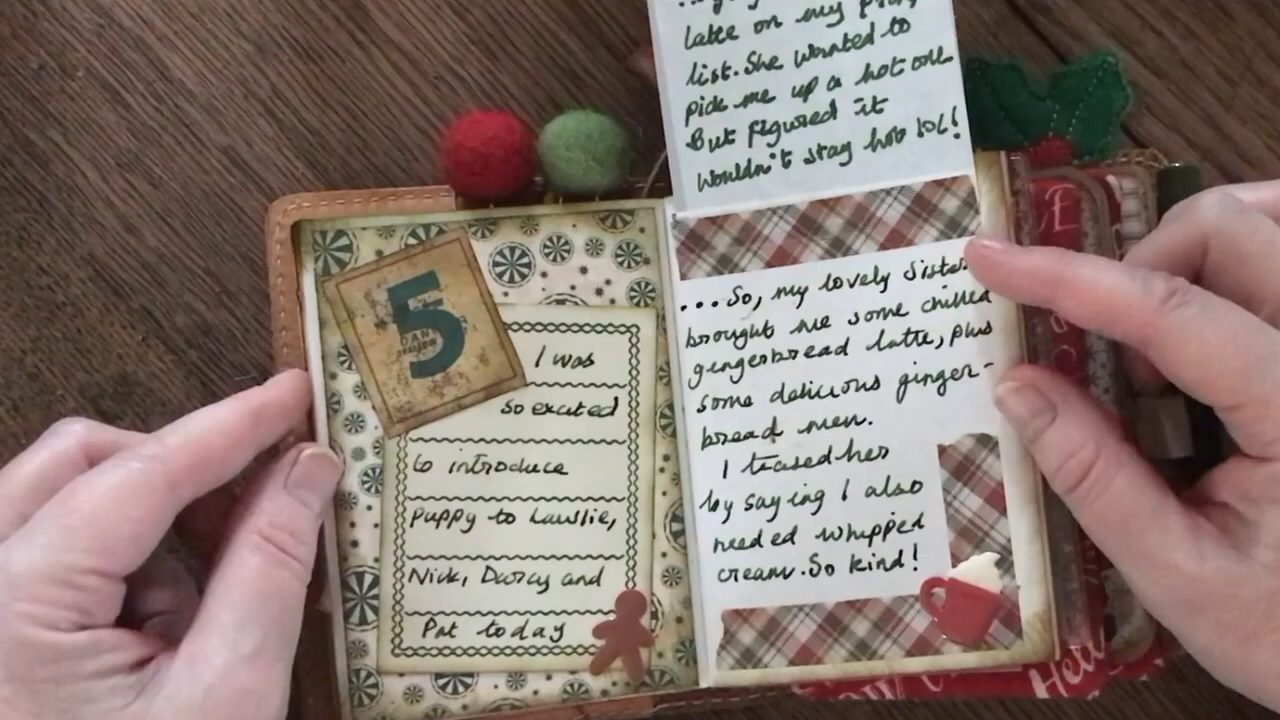 latte on my
list. She wanted to
pick me up a hot one
But figured it
wouldn't stay hot lol!
5
DAN
I was
so excited
to introduce
puppy to
Nick, Darcy and
Pat today
...So, my lovely Sister
brought me some chilled
gingerbread latte, plus
some delicious ginger-
bread men.
I teased her
by saying I also
needed whipped
cream. So kind!